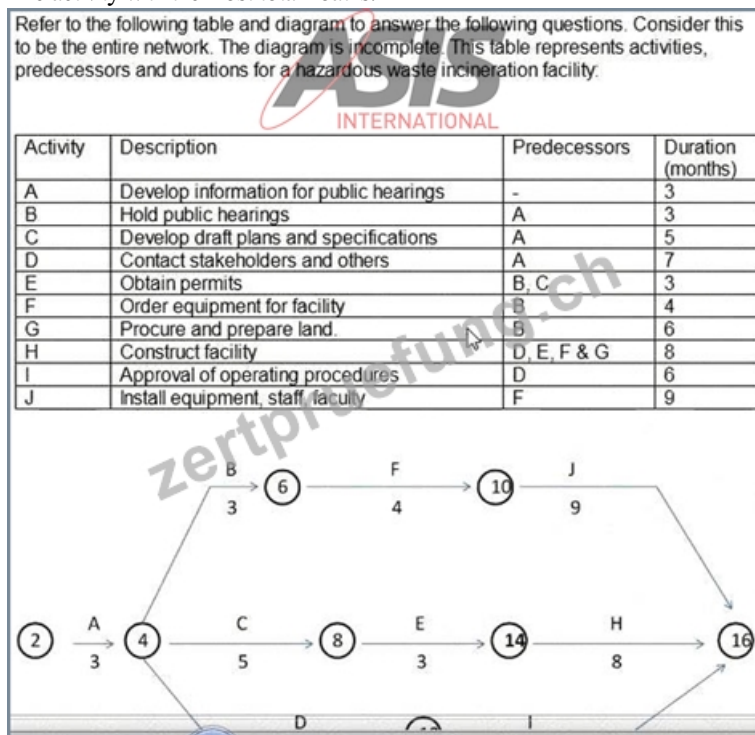 Refer to the following table and diagram to answer the following questions. Consider this
to be the entire network. The diagram is incomplete. This table represents activities,
predecessors and durations for a hazardous waste incineration facility:
ASIS
INTERNATIONAL
Activity Description Predecessors Duration (months)
A Develop information for public hearings - 3
B Hold public hearings A 3
C Develop draft plans and specifications A 5
D Contact stakeholders and others A 7
E Obtain permits B, C 3
F Order equipment for facility B 4
G Procure and prepare land. B 6
H Construct facility D, E, F & G 8
I Approval of operating procedures D 6
J Install equipment, staff, faculty F 9
zertpruefung.ch
B F J
6 10
3 4 9
A C E H
2 4 8 14 16
3 5 3 8
D I